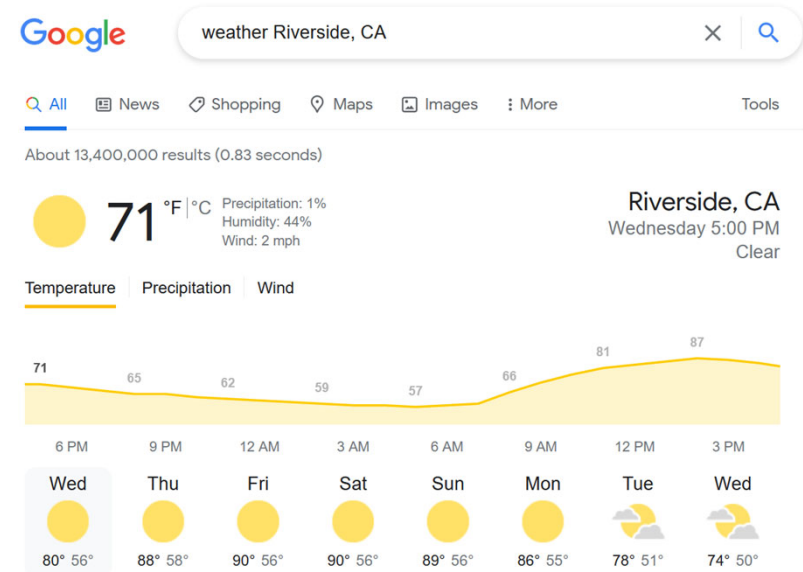 Google
weather Riverside, CA
All News Shopping Maps Images More Tools
About 13,400,000 results (0.83 seconds)
71 °F | °C
Precipitation: 1%
Humidity: 44%
Wind: 2 mph
Riverside, CA
Wednesday 5:00 PM
Clear
Temperature Precipitation Wind
71 65 62 59 57 66 81 87
6 PM 9 PM 12 AM 3 AM 6 AM 9 AM 12 PM 3 PM
Wed Thu Fri Sat Sun Mon Tue Wed
80° 56° 88° 58° 90° 56° 90° 56° 89° 56° 86° 55° 78° 51° 74° 50°